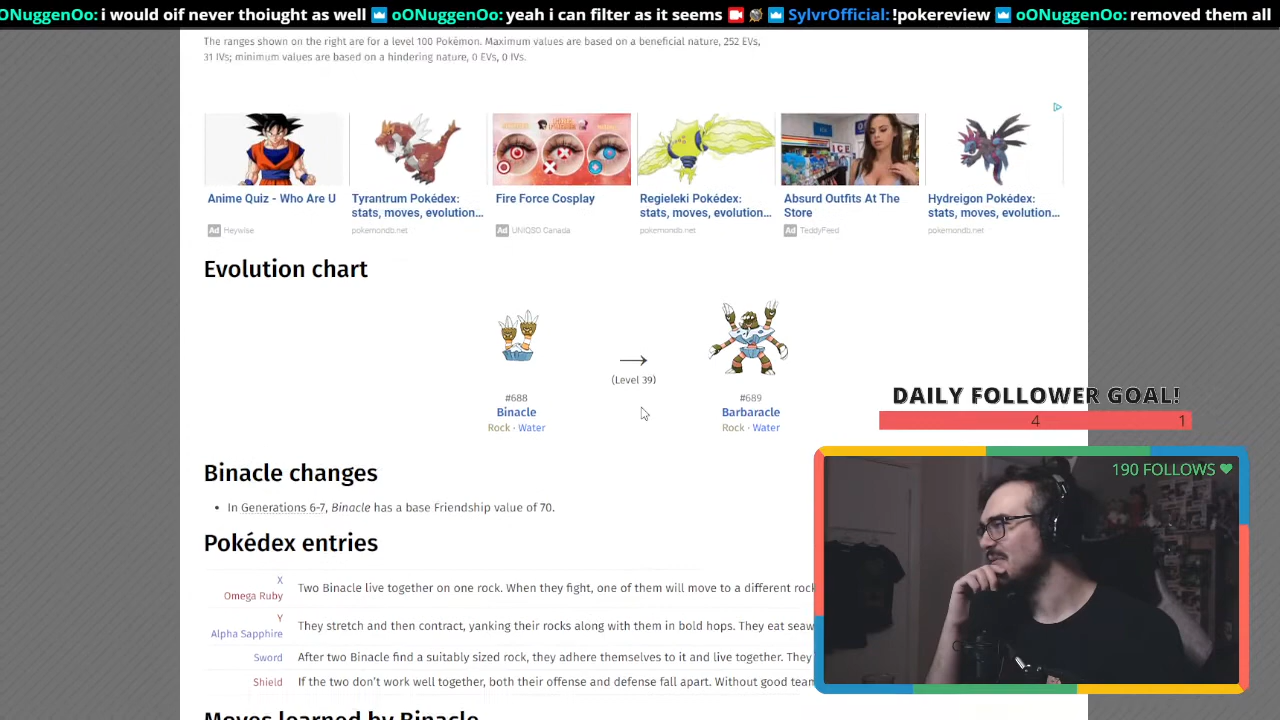 ONuggenOo: i would oif never thoiught as well oONuggenOo: yeah i can filter as it seems SylvrOfficial: !pokereview oONuggenOo: removed them all
The ranges shown on the right are for a level 100 Pokémon. Maximum values are based on a beneficial nature, 252 EVs,
31 IVs; minimum values are based on a hindering nature, 0 EVs, 0 IVs.
Anime Quiz - Who Are U
Ad Heywise
Tyrantrum Pokédex:
stats, moves, evolution...
pokemondb.net
Fire Force Cosplay
Ad UNIQSO Canada
Regieleki Pokédex:
stats, moves, evolution...
pokemondb.net
ICE
Absurd Outfits At The
Store
Ad TeddyFeed
Hydreigon Pokédex:
stats, moves, evolution...
pokemondb.net
Evolution chart
(Level 39)
#688
Binacle
Rock · Water
#689
Barbaracle
Rock · Water
DAILY FOLLOWER GOAL!
4 1
190 FOLLOWS
Binacle changes
• In Generations 6-7, Binacle has a base Friendship value of 70.
Pokédex entries
X
Omega Ruby
Two Binacle live together on one rock. When they fight, one of them will move to a different rock
Y
Alpha Sapphire
They stretch and then contract, yanking their rocks along with them in bold hops. They eat seaw
Sword
After two Binacle find a suitably sized rock, they adhere themselves to it and live together. They
Shield
If the two don't work well together, both their offense and defense fall apart. Without good team
Moves learned by Binacle